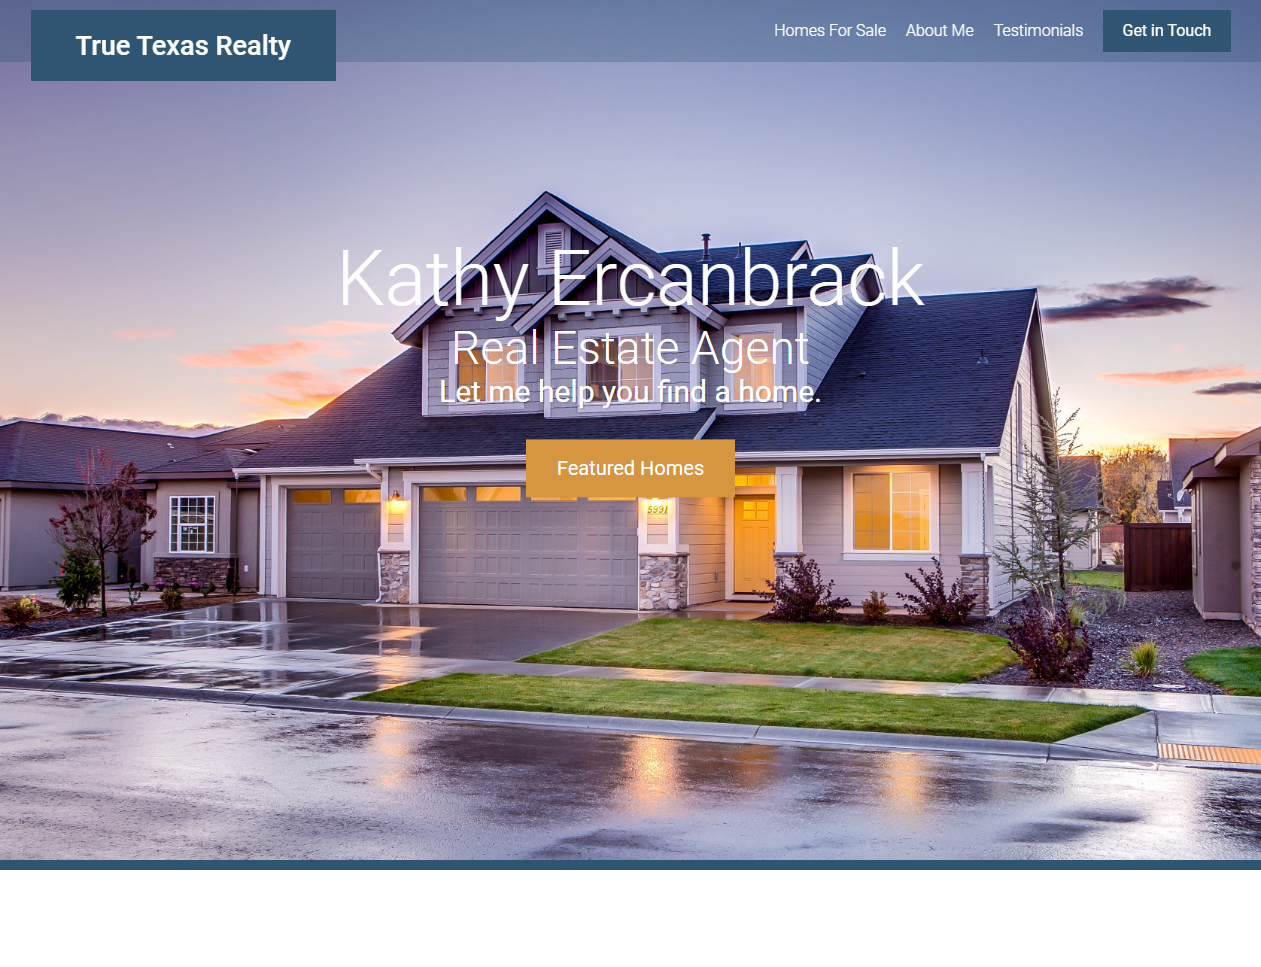 True Texas Realty
Homes For Sale
About Me
Testimonials
Get in Touch
Kathy Ercanbrack
Real Estate Agent
Let me help you find a home.
Featured Homes
5991